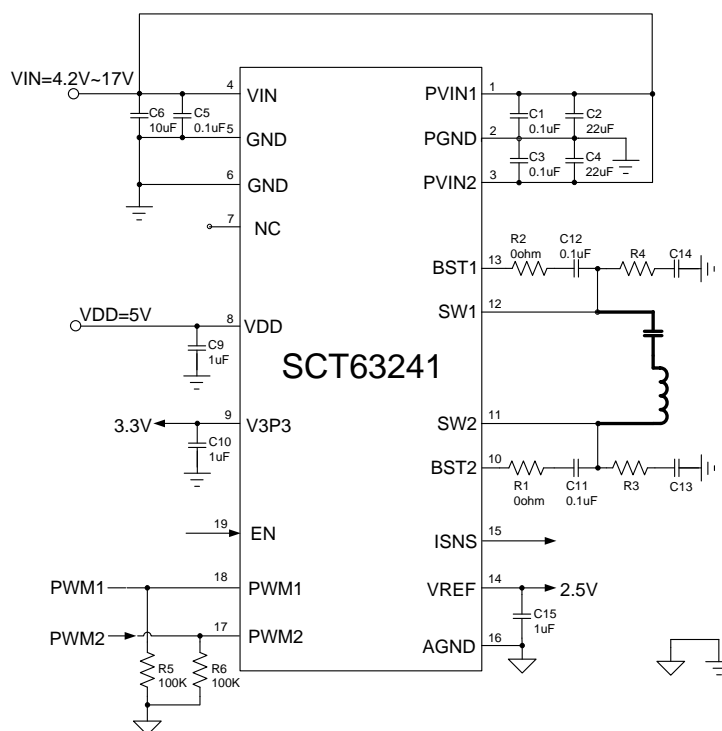 VIN=4.2V~17V
4
VIN
C6
10uF
C5
0.1uF
5
GND
6
GND
7
NC
VDD=5V
8
VDD
C9
1uF
3.3V
9
V3P3
C10
1uF
19
EN
PWM1
18
PWM1
PWM2
17
PWM2
R5
100K
R6
100K
SCT63241
PVIN1
1
C1
0.1uF
C2
22uF
PGND
2
C3
0.1uF
C4
22uF
PVIN2
3
BST1
13
R2
0ohm
C12
0.1uF
R4
C14
SW1
12
SW2
11
BST2
10
R1
0ohm
C11
0.1uF
R3
C13
ISNS
15
VREF
14
2.5V
C15
1uF
AGND
16